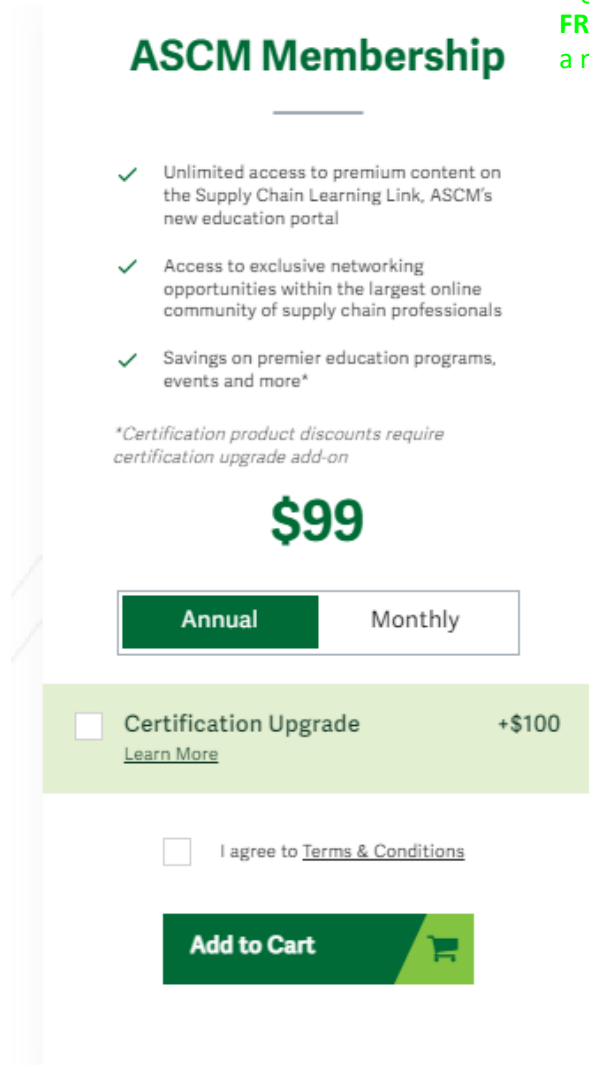 FR
ASCM Membership
Unlimited access to premium content on
the Supply Chain Learning Link, ASCM's
new education portal
Access to exclusive networking
opportunities within the largest online
community of supply chain professionals
Savings on premier education programs,
events and more*
*Certification product discounts require
certification upgrade add-on
$99
Annual Monthly
Certification Upgrade +$100
Learn More
I agree to Terms & Conditions
Add to Cart